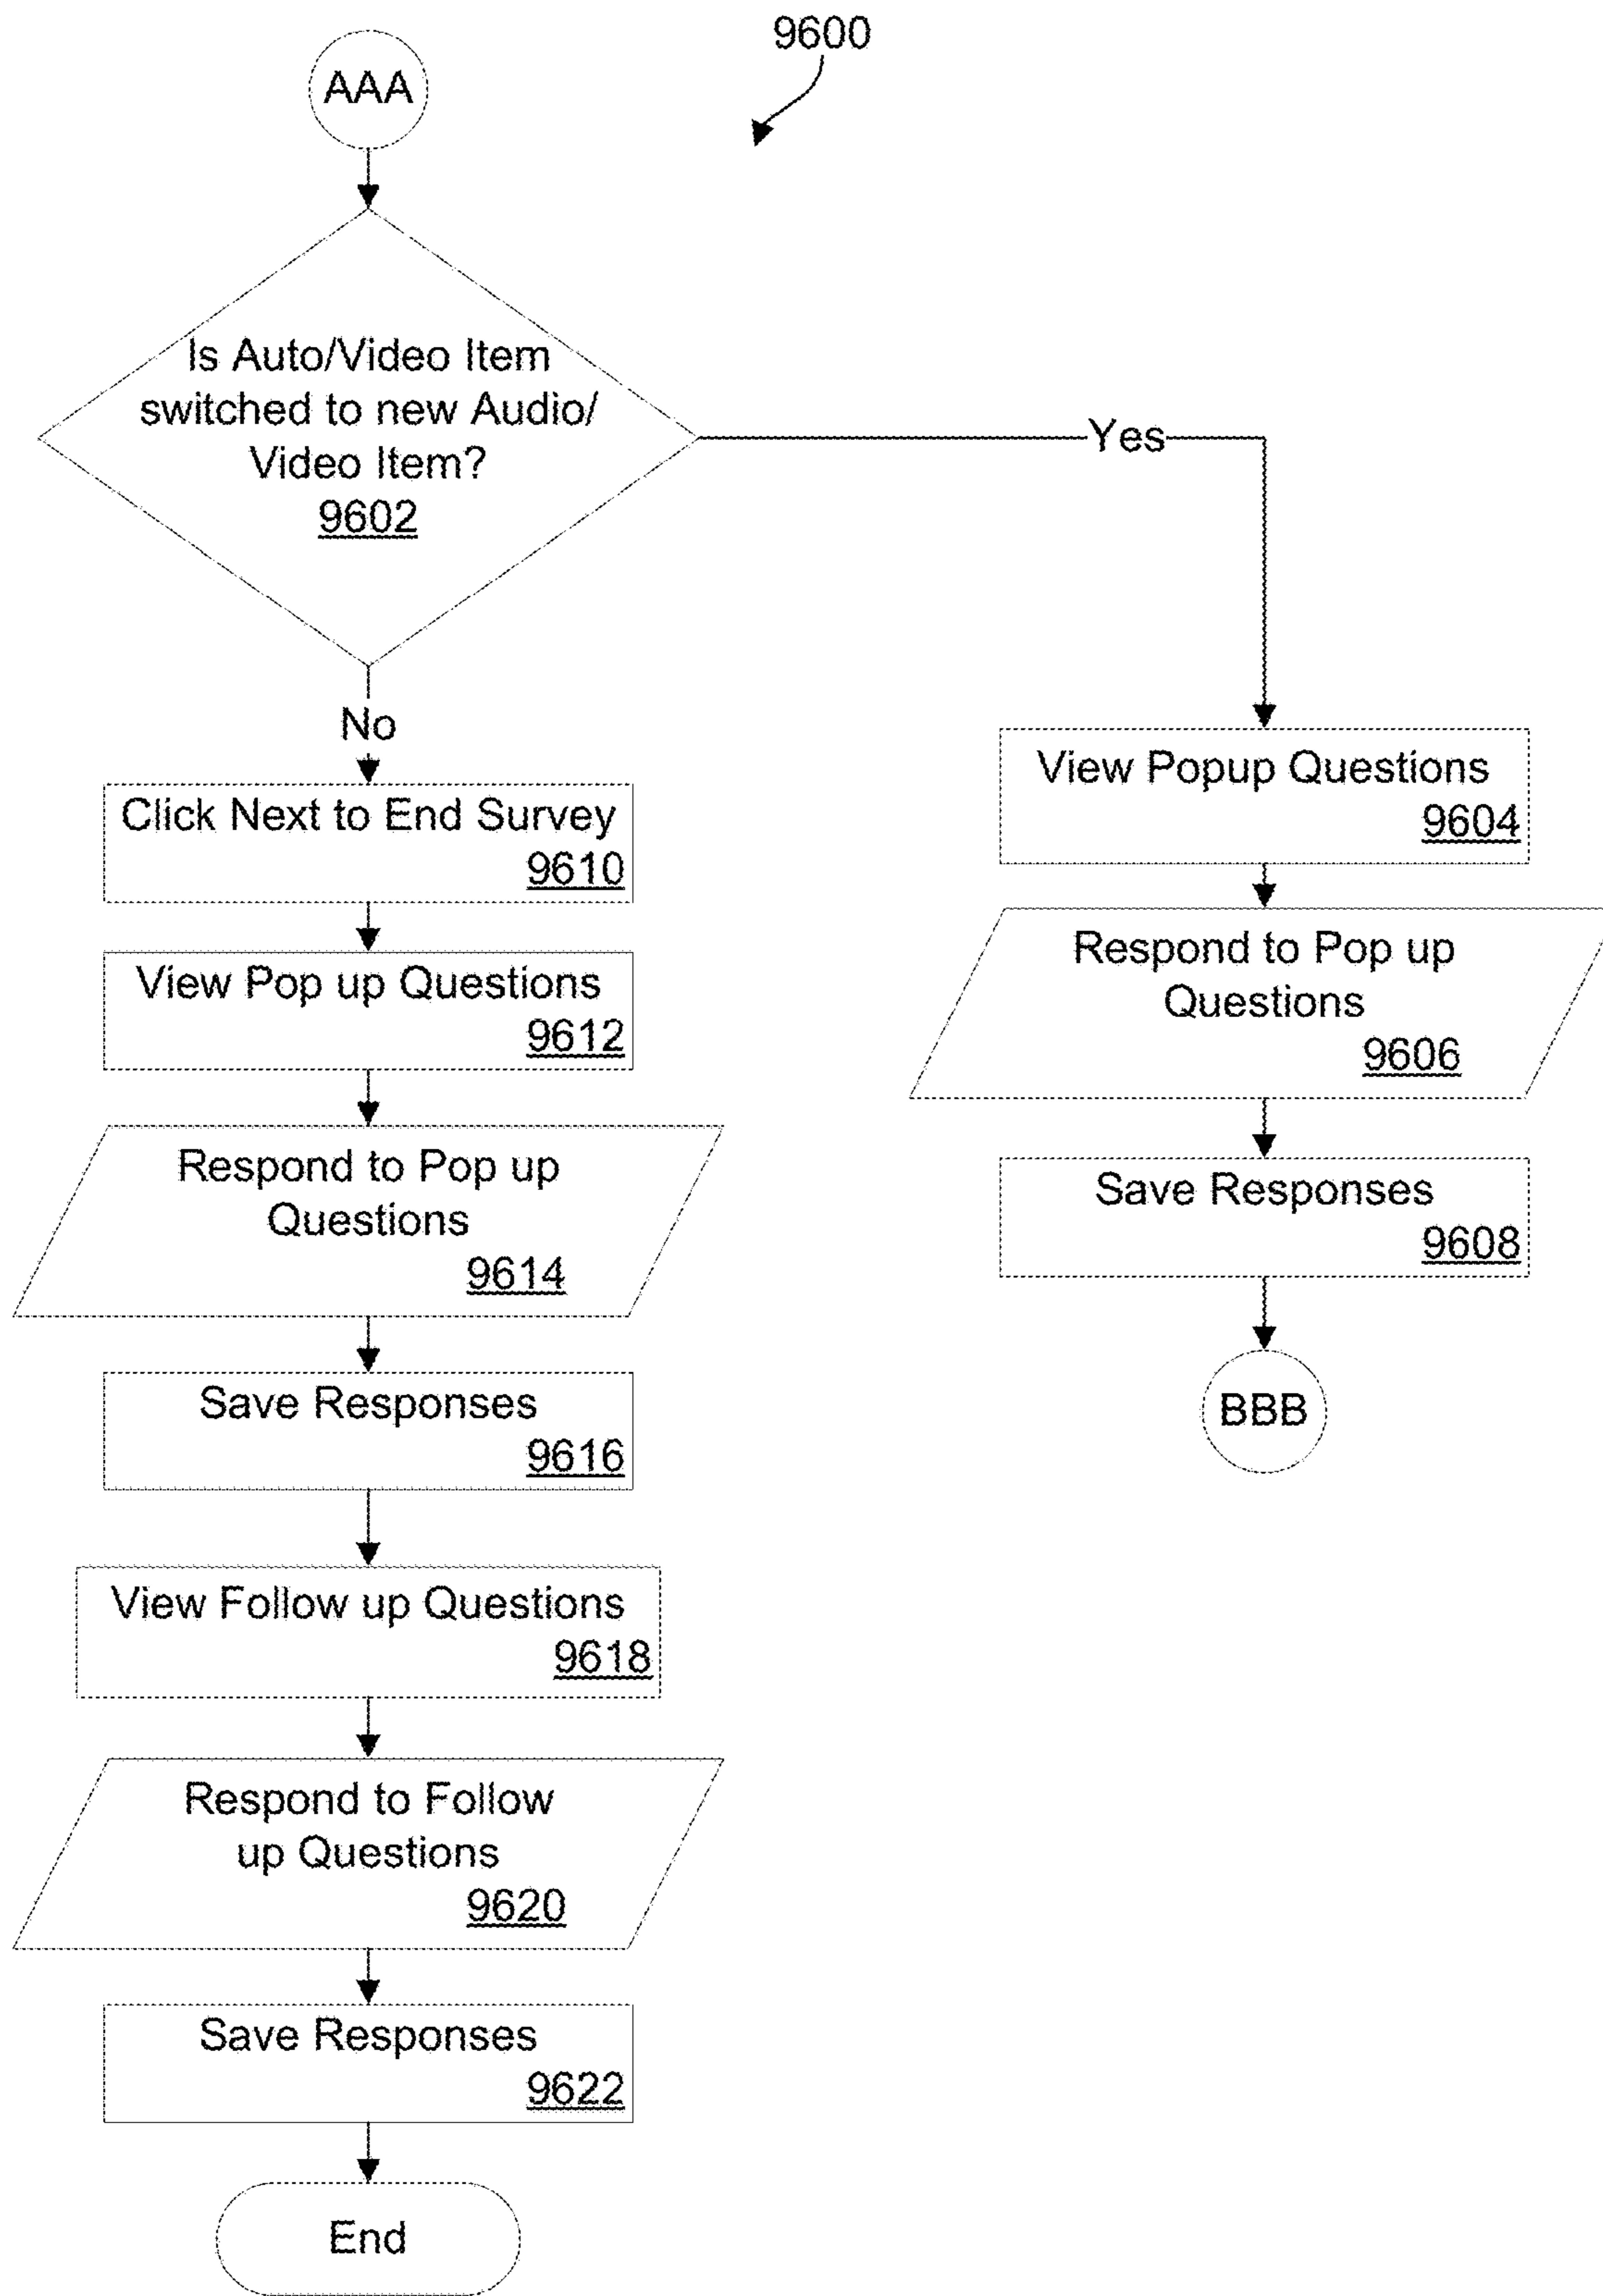 9600
AAA
Is Auto/Video Item
switched to new Audio/
Video Item?
9602
Yes
No
Click Next to End Survey
9610
View Pop up Questions
9612
Respond to Pop up
Questions
9614
Save Responses
9616
View Follow up Questions
9618
Respond to Follow
up Questions
9620
Save Responses
9622
End
View Popup Questions
9604
Respond to Pop up
Questions
9606
Save Responses
9608
BBB